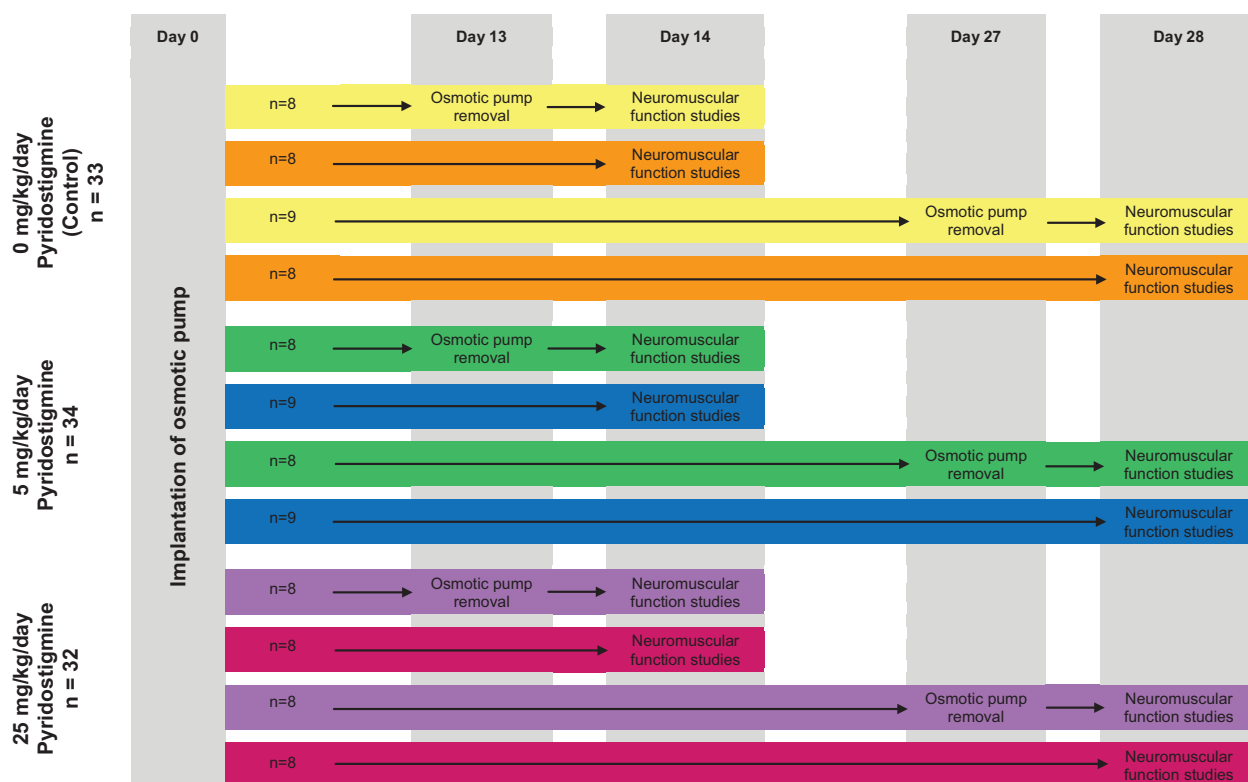 Day 0
Day 13
Day 14
Day 27
Day 28
Implantation of osmotic pump
0 mg/kg/day
Pyridostigmine
(Control)
n = 33
n=8
Osmotic pump
removal
Neuromuscular
function studies
n=8
Neuromuscular
function studies
n=9
Osmotic pump
removal
Neuromuscular
function studies
n=8
Neuromuscular
function studies
5 mg/kg/day
Pyridostigmine
n = 34
n=8
Osmotic pump
removal
Neuromuscular
function studies
n=9
Neuromuscular
function studies
n=8
Osmotic pump
removal
Neuromuscular
function studies
n=9
Neuromuscular
function studies
25 mg/kg/day
Pyridostigmine
n = 32
n=8
Osmotic pump
removal
Neuromuscular
function studies
n=8
Neuromuscular
function studies
n=8
Osmotic pump
removal
Neuromuscular
function studies
n=8
Neuromuscular
function studies